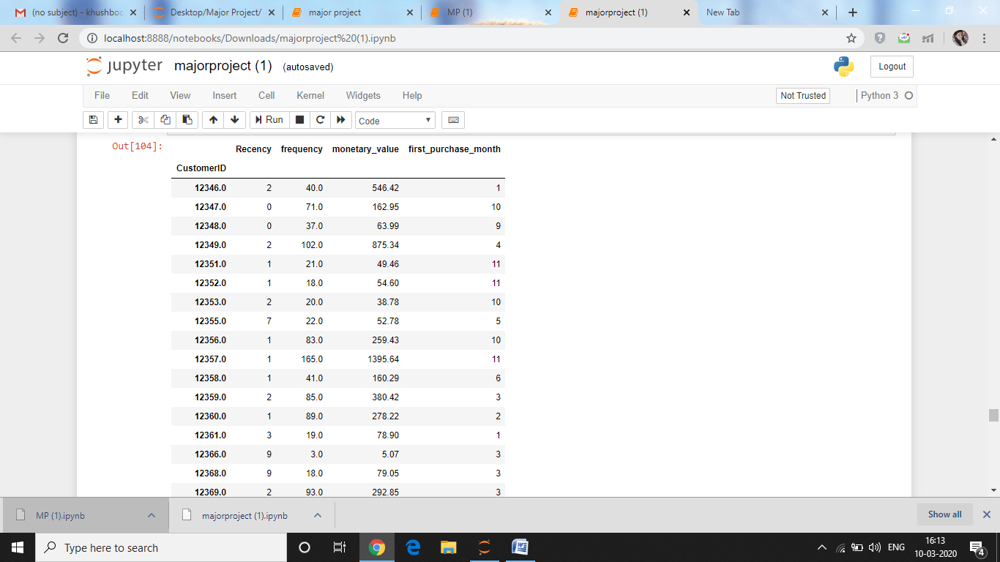 (no subject) - khushboo
Desktop/Major Project/
major project
MP (1)
majorproject (1)
New Tab
localhost:8888/notebooks/Downloads/majorproject%20(1).ipynb
jupyter majorproject (1) (autosaved)
Logout
File Edit View Insert Cell Kernel Widgets Help
Not Trusted Python 3
Run Code
Out[104]:
Recency frequency monetary_value first_purchase_month
CustomerID
12346.0 2 40.0 546.42 1
12347.0 0 71.0 162.95 10
12348.0 0 37.0 63.99 9
12349.0 2 102.0 875.34 4
12351.0 1 21.0 49.46 11
12352.0 1 18.0 54.60 11
12353.0 2 20.0 38.78 10
12355.0 7 22.0 52.78 5
12356.0 1 83.0 259.43 10
12357.0 1 165.0 1395.64 11
12358.0 1 41.0 160.29 6
12359.0 2 85.0 380.42 3
12360.0 1 89.0 278.22 2
12361.0 3 19.0 78.90 1
12366.0 9 3.0 5.07 3
12368.0 9 18.0 79.05 3
12369.0 2 93.0 292.85 3
MP (1).ipynb
majorproject (1).ipynb
Show all
Type here to search
ENG
16:13
10-03-2020
4